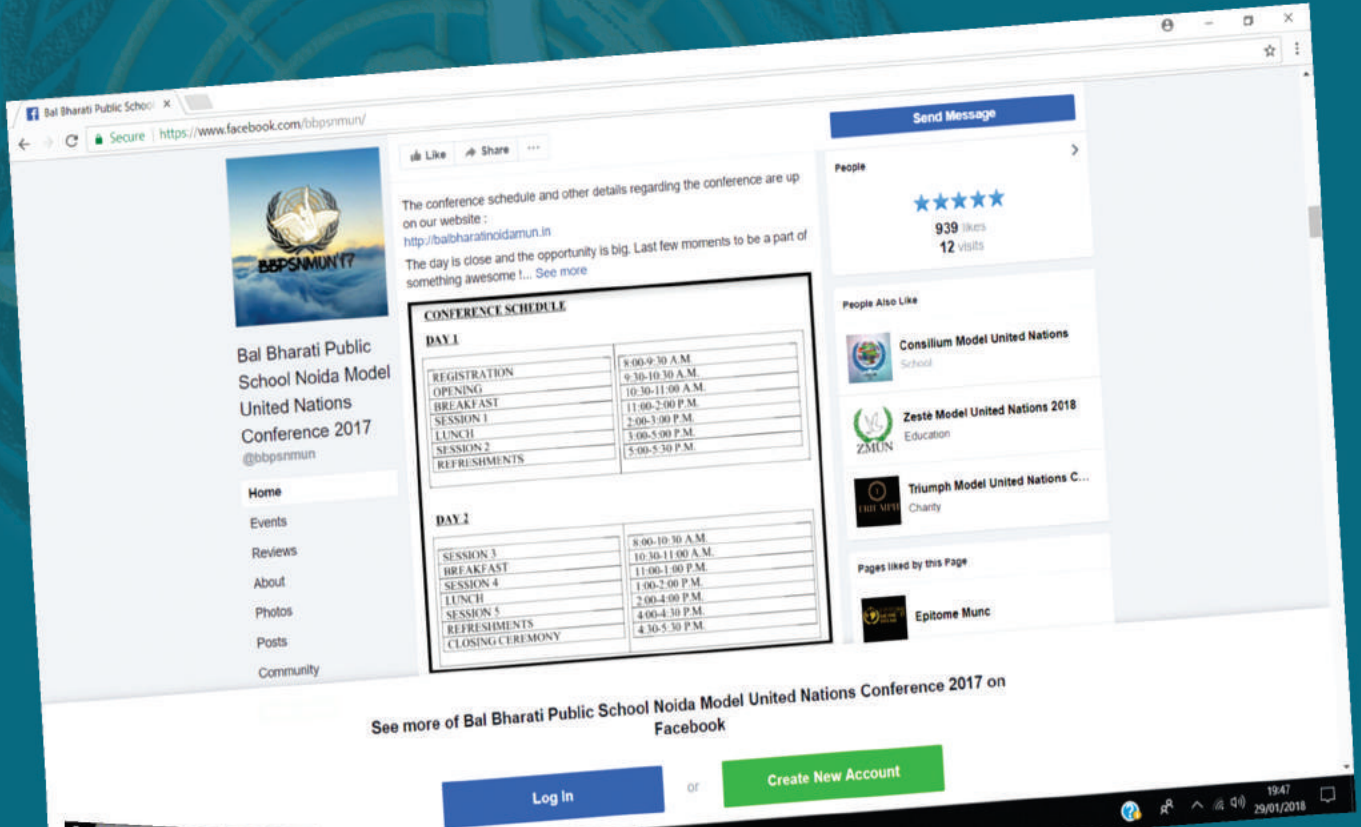 Bal Bharati Public School
Secure https://www.facebook.com/bbpsnmun/
BBPSNMUN'17
Bal Bharati Public
School Noida Model
United Nations
Conference 2017
@bbpsnmun
Home
Events
Reviews
About
Photos
Posts
Community
Like Share ...
The conference schedule and other details regarding the conference are up
on our website :
http://balbharatinoidamun.in
The day is close and the opportunity is big. Last few moments to be a part of
something awesome !... See more
CONFERENCE SCHEDULE
DAY 1
REGISTRATION 8:00-9:30 A.M.
OPENING 9:30-10:30 A.M.
BREAKFAST 10:30-11:00 A.M.
SESSION 1 11:00-2:00 P.M.
LUNCH 2:00-3:00 P.M.
SESSION 2 3:00-5:00 P.M.
REFRESHMENTS 5:00-5:30 P.M.
DAY 2
SESSION 3 8:00-10:30 A.M.
BREAKFAST 10:30-11:00 A.M.
SESSION 4 11:00-1:00 P.M.
LUNCH 1:00-2:00 P.M.
SESSION 5 2:00-4:00 P.M.
REFRESHMENTS 4:00-4:30 P.M.
CLOSING CEREMONY 4:30-5:30 P.M.
Send Message
People
939 likes
12 visits
People Also Like
Consilium Model United Nations
School
ZMUN
Zestè Model United Nations 2018
Education
TRIUMPH
Triumph Model United Nations C...
Charity
Pages liked by this Page
Epitome Munc
See more of Bal Bharati Public School Noida Model United Nations Conference 2017 on
Facebook
Log In
or
Create New Account
19:47
29/01/2018